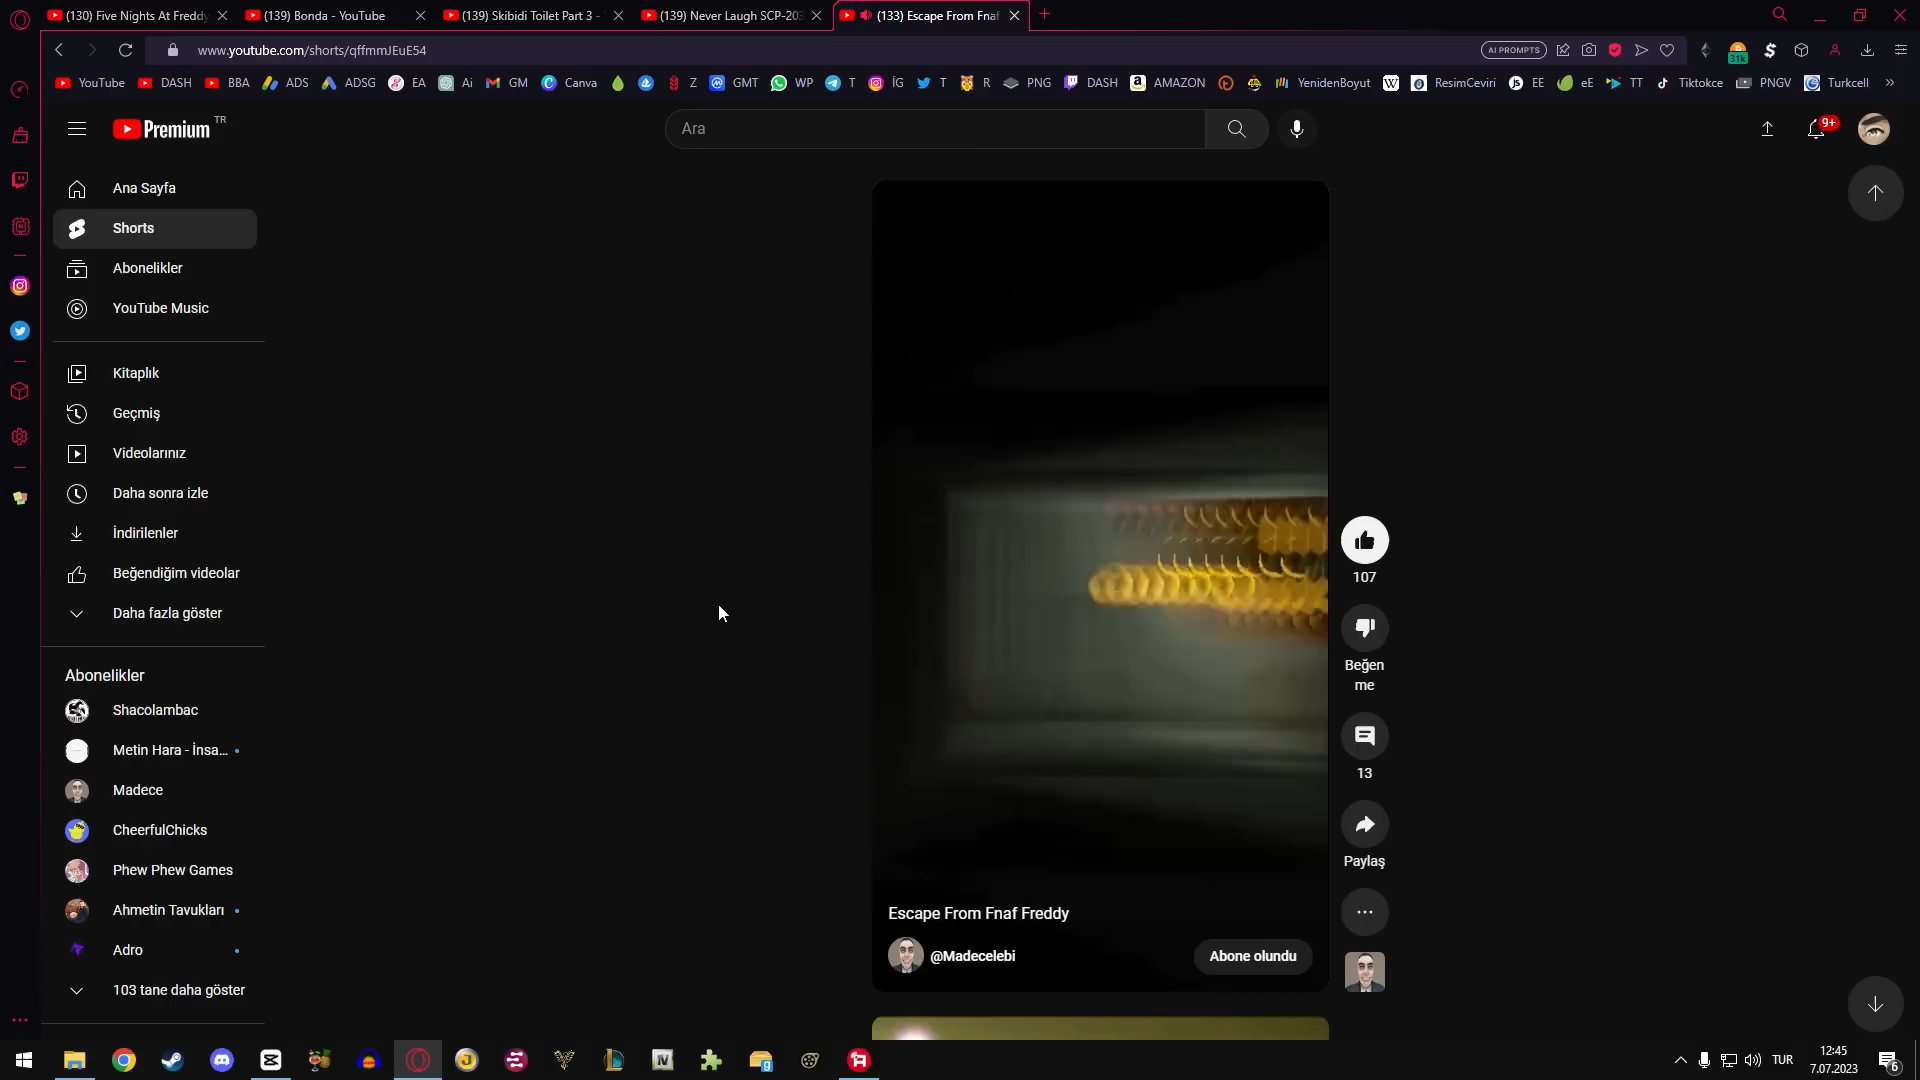 (130) Five Nights At Freddy
(139) Bonda - YouTube
(139) Skibidi Toilet Part 3 -
(139) Never Laugh SCP-203
(133) Escape From Fnaf
www.youtube.com/shorts/qffmmJEuE54
AI PROMPTS
31k
YouTube
DASH
BBA
ADS
ADSG
EA
Ai
GM
Canva
Z
GMT
WP
T
İG
T
R
PNG
DASH
AMAZON
YenidenBoyut
W
ResimCeviri
EE
eE
TT
Tiktokce
PNGV
Turkcell
Premium TR
Ara
9+
Ana Sayfa
Shorts
Abonelikler
YouTube Music
Kitaplık
Geçmiş
Videolarınız
Daha sonra izle
İndirilenler
Beğendiğim videolar
Daha fazla göster
Abonelikler
Shacolambac
Metin Hara - İnsa...
Madece
CheerfulChicks
Phew Phew Games
Ahmetin Tavukları
Adro
103 tane daha göster
107
Beğen
me
13
Paylaş
Escape From Fnaf Freddy
@Madecelebi
Abone olundu
TUR
12:45
7.07.2023
6